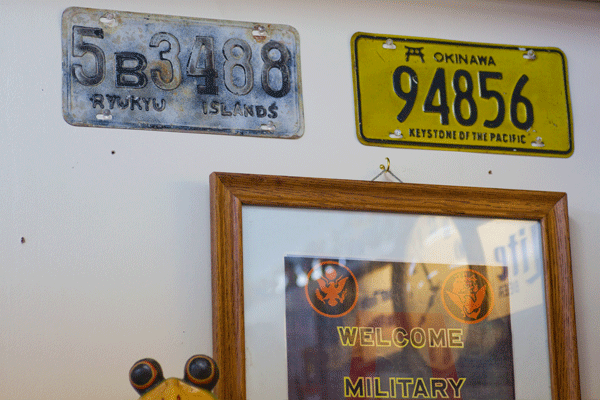 5B3488
RYUKYU ISLANDS
OKINAWA
94856
KEYSTONE OF THE PACIFIC
WELCOME
MILITARY